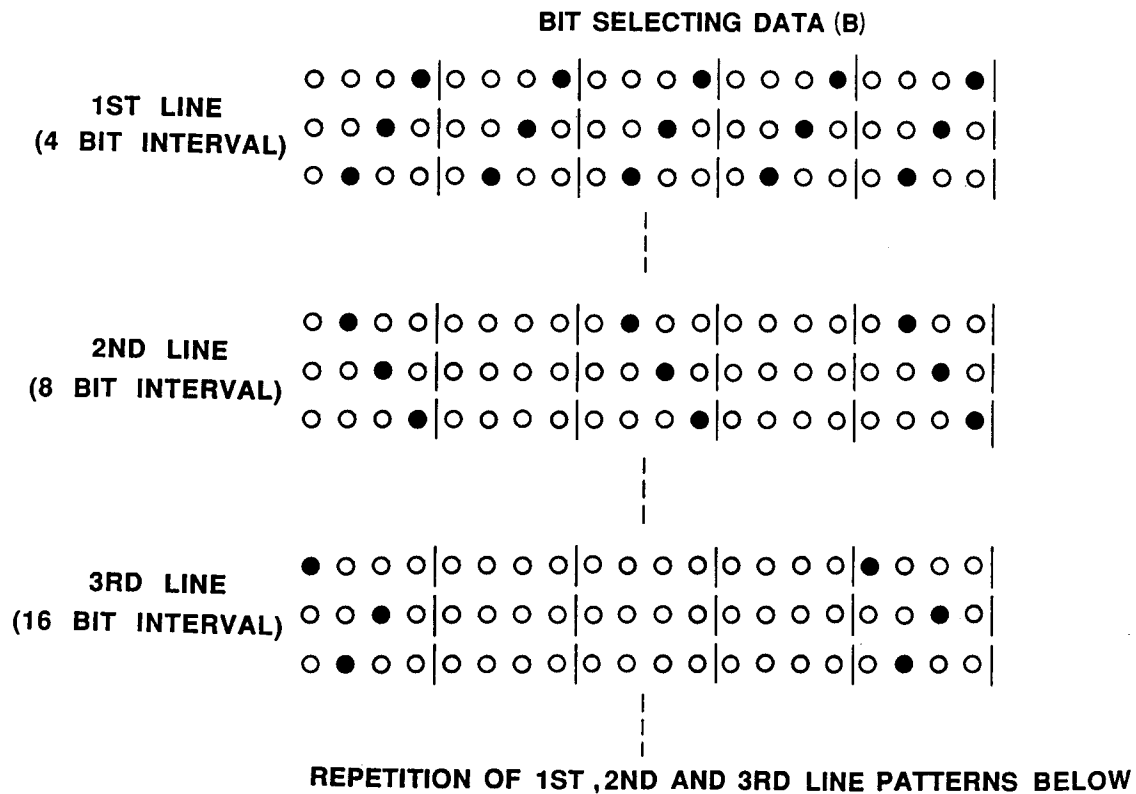 BIT SELECTING DATA (B)
1ST LINE
(4 BIT INTERVAL)
2ND LINE
(8 BIT INTERVAL)
3RD LINE
(16 BIT INTERVAL)
REPETITION OF 1ST ,2ND AND 3RD LINE PATTERNS BELOW